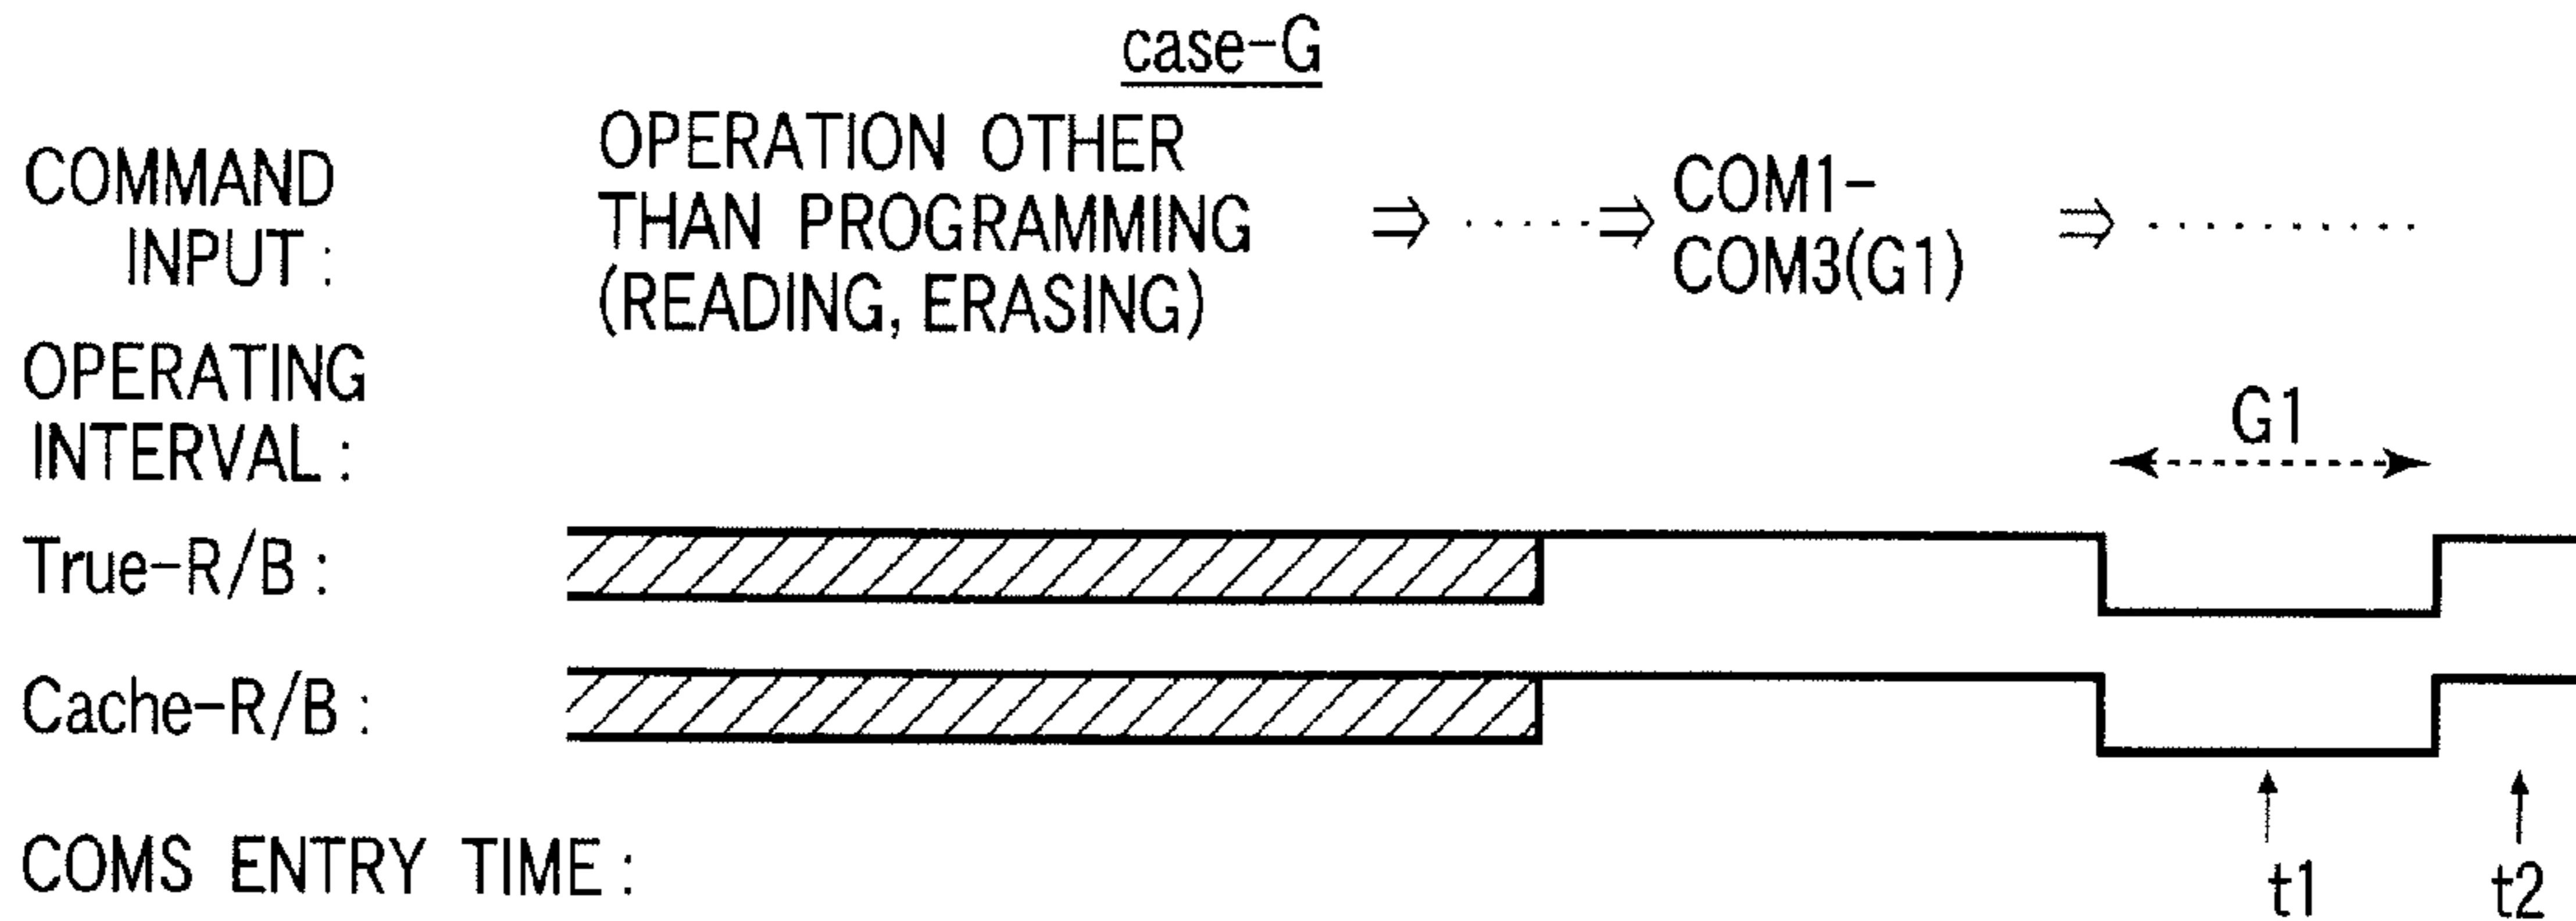 case-G
COMMAND
INPUT :
OPERATION OTHER
THAN PROGRAMMING
(READING, ERASING)
⇒ ·····⇒
COM1-
COM3(G1)
⇒ ··········
OPERATING
INTERVAL :
G1
True-R/B :
Cache-R/B :
COMS ENTRY TIME :
t1
t2